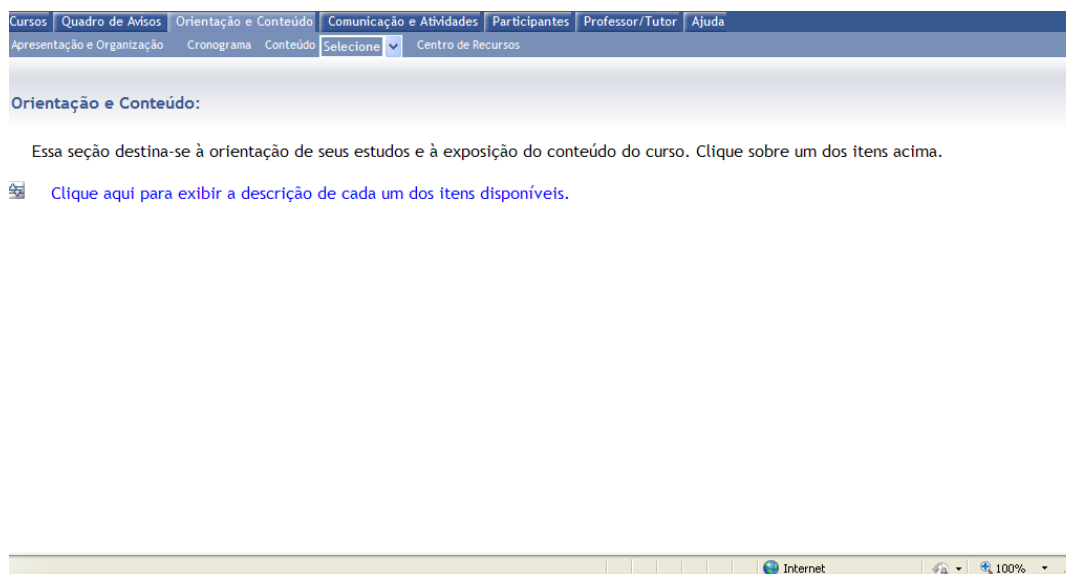 Cursos Quadro de Avisos Orientação e Conteúdo Comunicação e Atividades Participantes Professor/Tutor Ajuda
Apresentação e Organização Cronograma Conteúdo Selecione Centro de Recursos
Orientação e Conteúdo:
Essa seção destina-se à orientação de seus estudos e à exposição do conteúdo do curso. Clique sobre um dos itens acima.
Clique aqui para exibir a descrição de cada um dos itens disponíveis.
Internet 100%